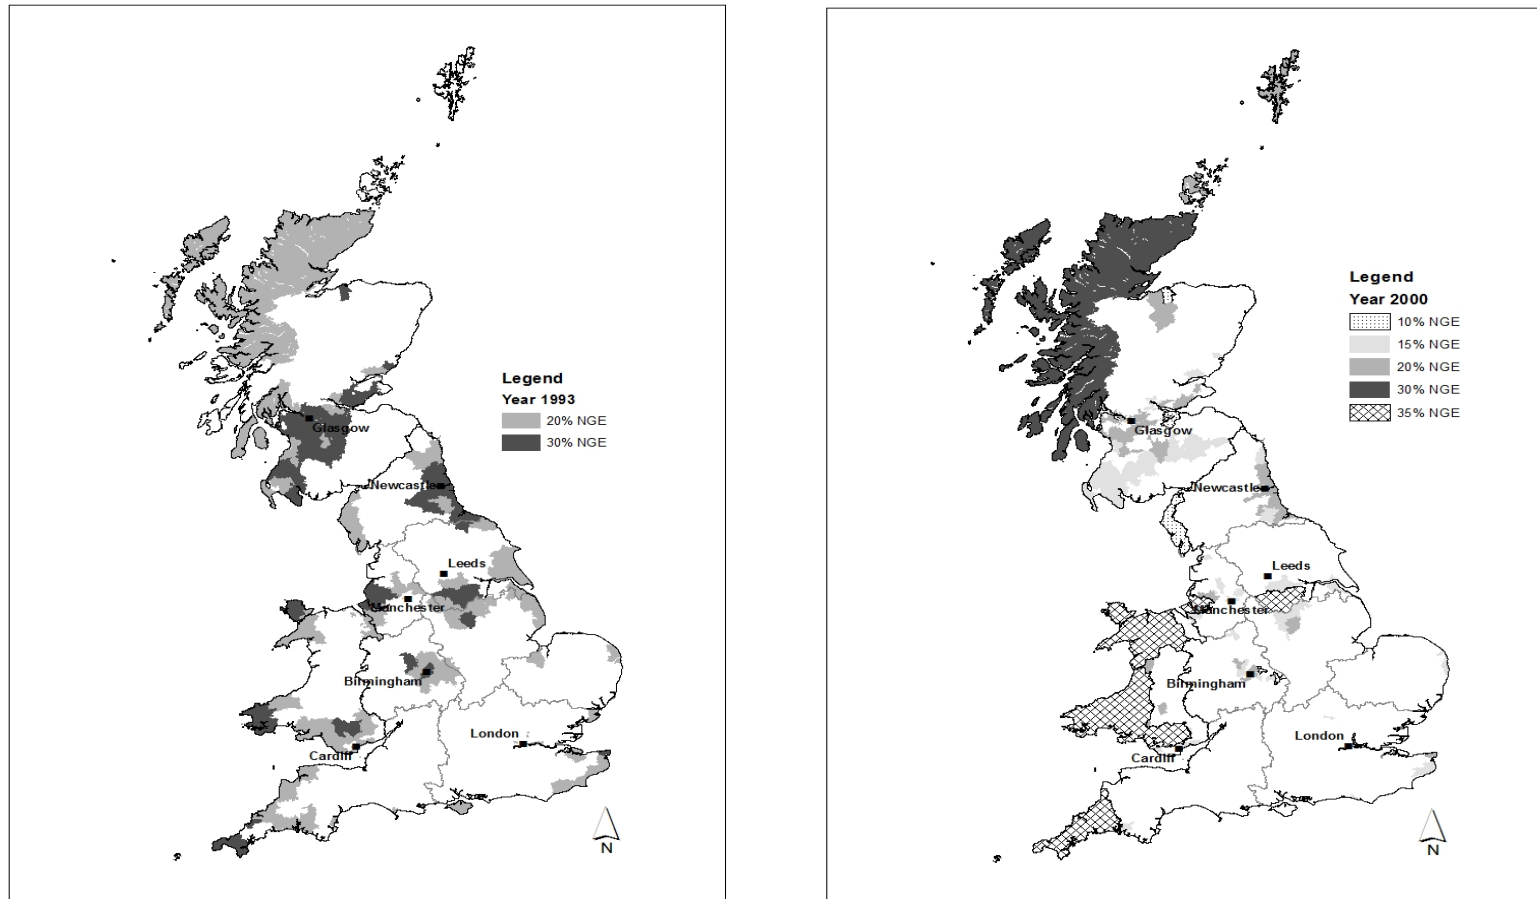 Legend
Year 1993
20% NGE
30% NGE
Glasgow
Newcastle
Leeds
Manchester
Birmingham
London
Cardiff
N
Legend
Year 2000
10% NGE
15% NGE
20% NGE
30% NGE
35% NGE
Glasgow
Newcastle
Leeds
Manchester
Birmingham
London
Cardiff
N